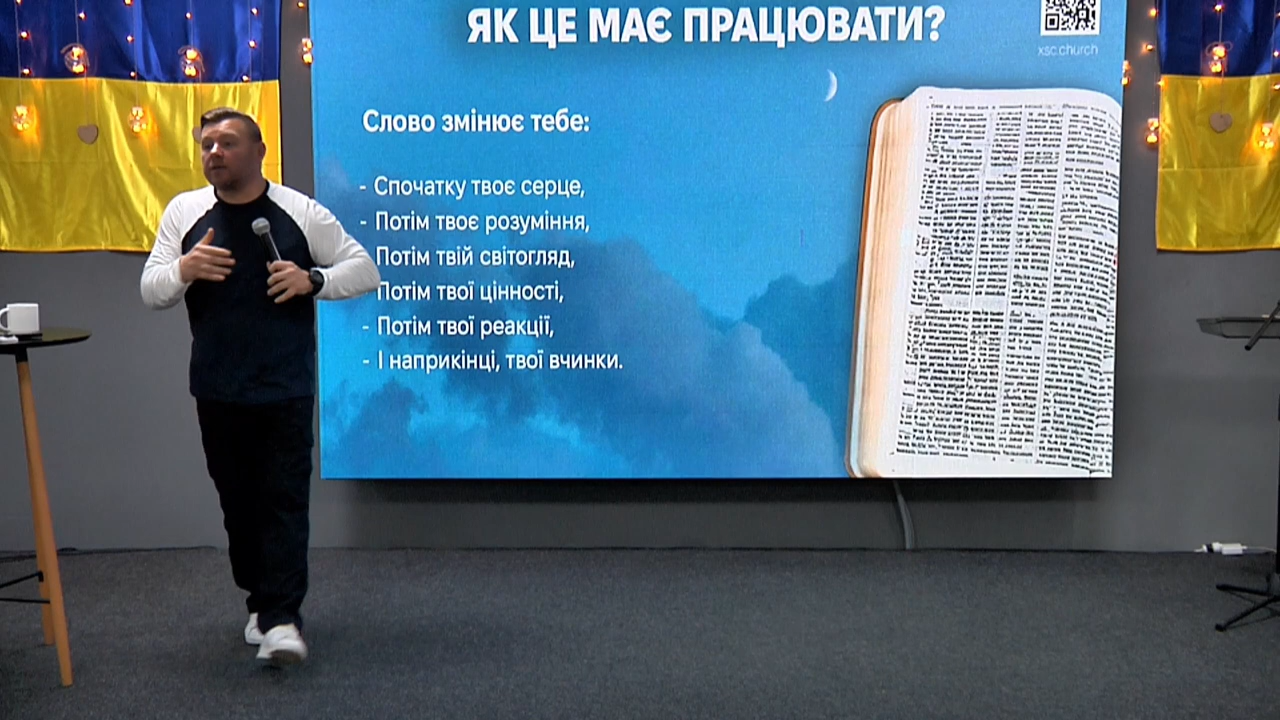 ЯК ЦЕ МАЄ ПРАЦЮВАТИ?
xsc.church
Слово змінює тебе:
- Спочатку твоє серце,
- Потім твоє розуміння,
Потім твій світогляд,
Потім твої цінності,
- Потім твої реакції,
- І наприкінці, твої вчинки.